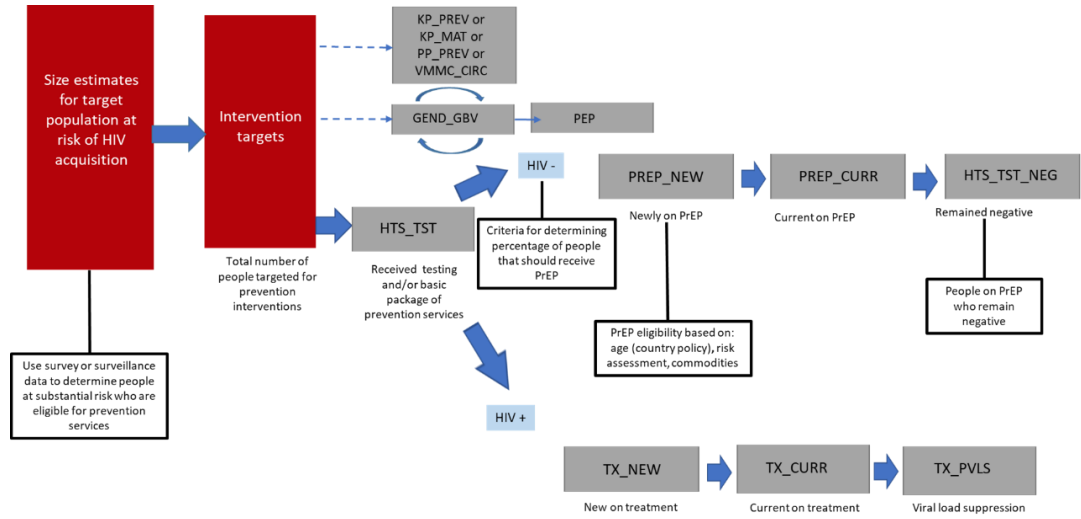 Size estimates
for target
population at
risk of HIV
acquisition
Use survey or surveillance
data to determine people
at substantial risk who are
eligible for prevention
services
Intervention
targets
Total number of
people targeted for
prevention
interventions
KP_PREV or
KP_MAT or
PP_PREV or
VMMC_CIRC
GEND_GBV
PEP
HTS_TST
Received testing
and/or basic
package of
prevention services
HIV -
Criteria for determining
percentage of people
that should receive
PrEP
PREP_NEW
Newly on PrEP
PrEP eligibility based on:
age (country policy), risk
assessment, commodities
PREP_CURR
Current on PrEP
HTS_TST_NEG
Remained negative
People on PrEP
who remain
negative
HIV +
TX_NEW
New on treatment
TX_CURR
Current on treatment
TX_PVLS
Viral load suppression